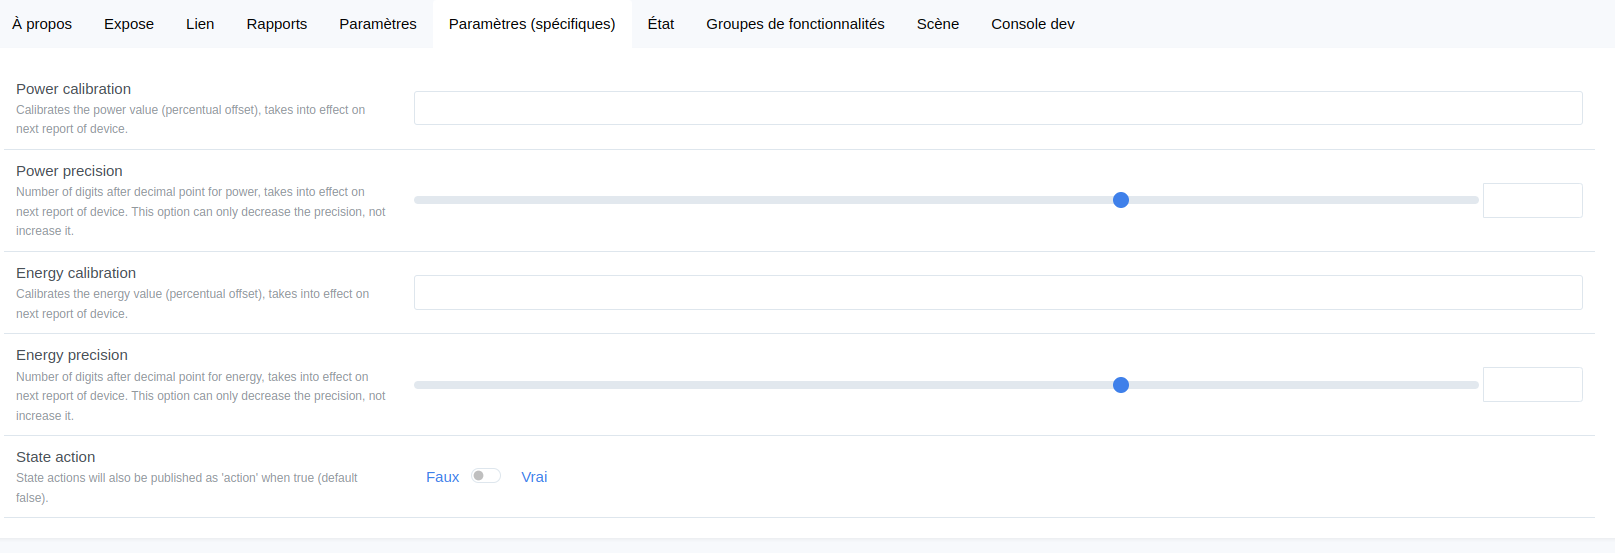 À propos Expose Lien Rapports Paramètres Paramètres (spécifiques) État Groupes de fonctionnalités Scène Console dev
Power calibration
Calibrates the power value (percentual offset), takes into effect on
next report of device.
Power precision
Number of digits after decimal point for power, takes into effect on
next report of device. This option can only decrease the precision, not
increase it.
Energy calibration
Calibrates the energy value (percentual offset), takes into effect on
next report of device.
Energy precision
Number of digits after decimal point for energy, takes into effect on
next report of device. This option can only decrease the precision, not
increase it.
State action
State actions will also be published as 'action' when true (default
false).
Faux Vrai